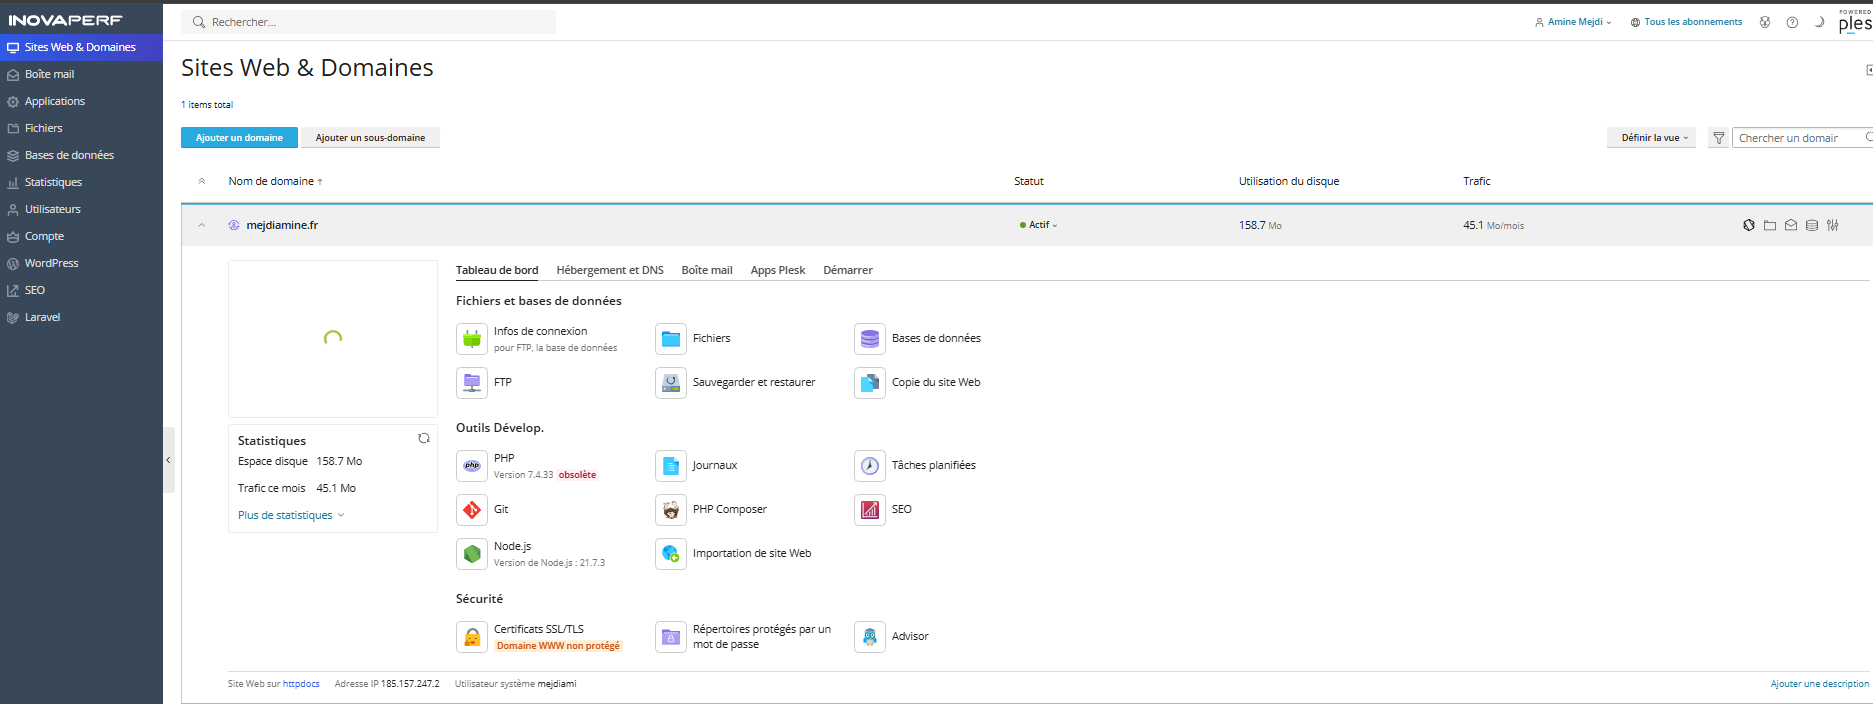 INOVAPERF
Rechercher...
Amine Mejdi
Tous les abonnements
POWERED
ples
Sites Web & Domaines
Boîte mail
Applications
Fichiers
Bases de données
Statistiques
Utilisateurs
Compte
WordPress
SEO
Laravel
Sites Web & Domaines
1 items total
Ajouter un domaine
Ajouter un sous-domaine
Définir la vue
Chercher un domair
Nom de domaine ↑
Statut
Utilisation du disque
Trafic
mejdiamine.fr
Actif
158.7 Mo
45.1 Mo/mois
Tableau de bord
Hébergement et DNS
Boîte mail
Apps Plesk
Démarrer
Fichiers et bases de données
Infos de connexion
pour FTP, la base de données
Fichiers
Bases de données
FTP
Sauvegarder et restaurer
Copie du site Web
Statistiques
Espace disque 158.7 Mo
Trafic ce mois 45.1 Mo
Plus de statistiques
Outils Dévelop.
php
PHP
Version 7.4.33 obsolète
Journaux
Tâches planifiées
Git
PHP Composer
SEO
Node.js
Version de Node.js : 21.7.3
Importation de site Web
Sécurité
Certificats SSL/TLS
Domaine WWW non protégé
Répertoires protégés par un
mot de passe
Advisor
Site Web sur httpdocs
Adresse IP 185.157.247.2
Utilisateur système mejdiami
Ajouter une description